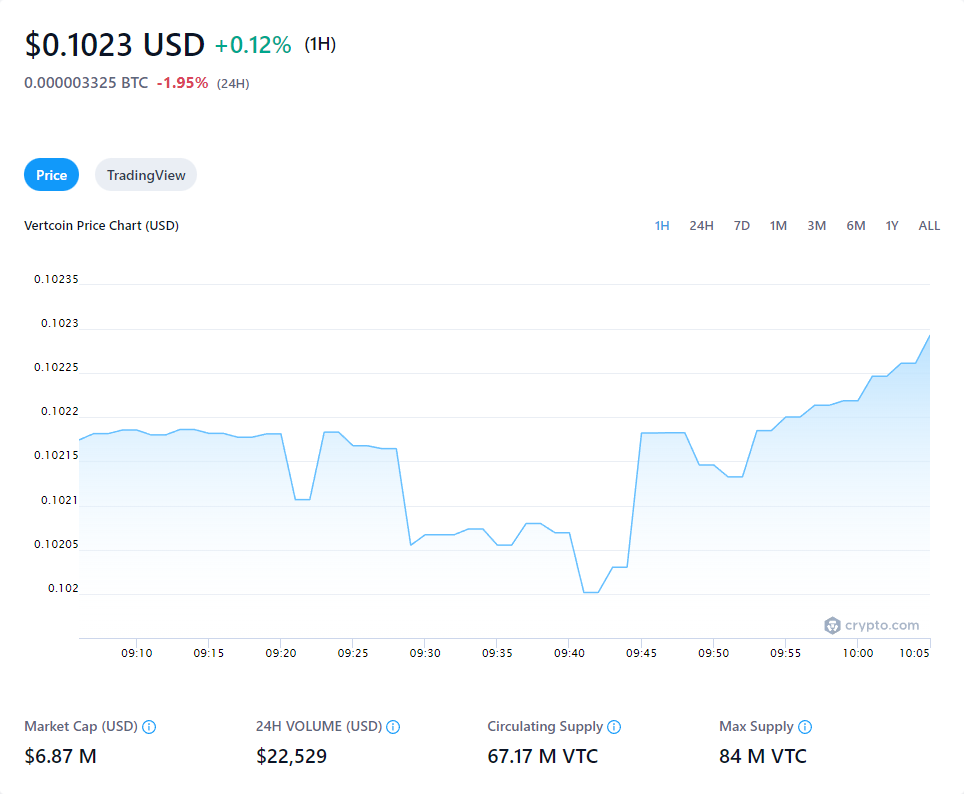 $0.1023 USD +0.12% (1H)
0.000003325 BTC -1.95% (24H)
Price TradingView
Vertcoin Price Chart (USD) 1H 24H 7D 1M 3M 6M 1Y ALL
0.10235
0.1023
0.10225
0.1022
0.10215
0.1021
0.10205
0.102
crypto.com
09:10 09:15 09:20 09:25 09:30 09:35 09:40 09:45 09:50 09:55 10:00 10:05
Market Cap (USD) 24H VOLUME (USD) Circulating Supply Max Supply
$6.87 M $22,529 67.17 M VTC 84 M VTC